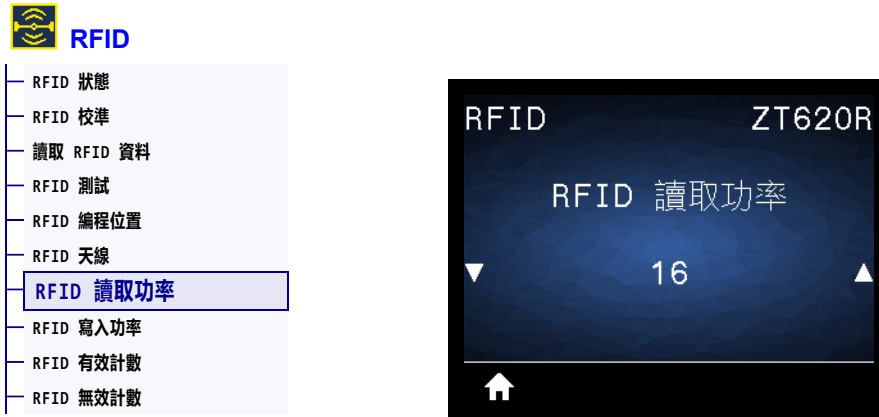 RFID
RFID 狀態
RFID 校準
讀取 RFID 資料
RFID 測試
RFID 編程位置
RFID 天線
RFID 讀取功率
RFID 寫入功率
RFID 有效計數
RFID 無效計數
RFID ZT620R
RFID 讀取功率
16